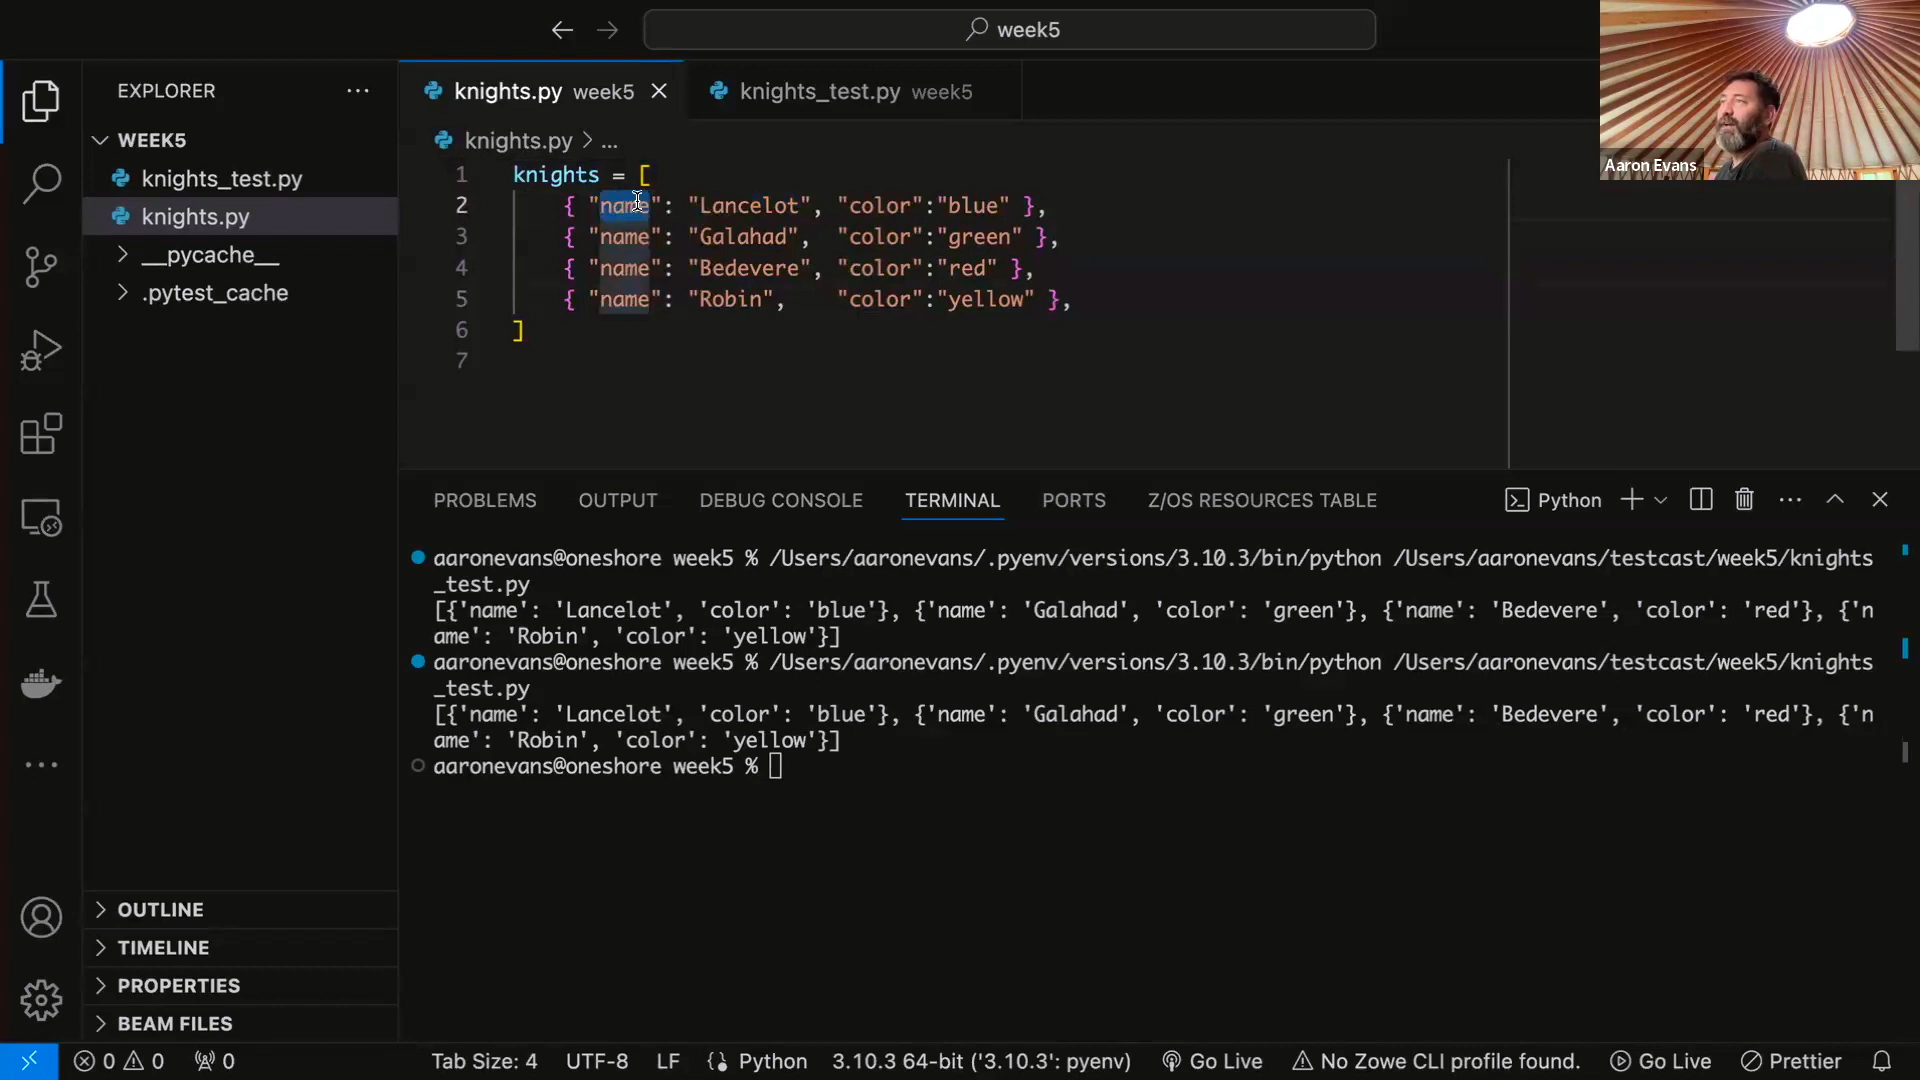 week5
EXPLORER
WEEK5
knights_test.py
knights.py
__pycache__
.pytest_cache
OUTLINE
TIMELINE
PROPERTIES
BEAM FILES
knights.py week5
knights_test.py week5
knights.py > ...
1 knights = [
2 { "name": "Lancelot", "color":"blue" },
3 { "name": "Galahad", "color":"green" },
4 { "name": "Bedevere", "color":"red" },
5 { "name": "Robin", "color":"yellow" },
6 ]
7
Aaron Evans
PROBLEMS OUTPUT DEBUG CONSOLE TERMINAL PORTS Z/OS RESOURCES TABLE Python
aaronevans@oneshore week5 % /Users/aaronevans/.pyenv/versions/3.10.3/bin/python /Users/aaronevans/testcast/week5/knights
_test.py
[{'name': 'Lancelot', 'color': 'blue'}, {'name': 'Galahad', 'color': 'green'}, {'name': 'Bedevere', 'color': 'red'}, {'n
ame': 'Robin', 'color': 'yellow'}]
aaronevans@oneshore week5 % /Users/aaronevans/.pyenv/versions/3.10.3/bin/python /Users/aaronevans/testcast/week5/knights
_test.py
[{'name': 'Lancelot', 'color': 'blue'}, {'name': 'Galahad', 'color': 'green'}, {'name': 'Bedevere', 'color': 'red'}, {'n
ame': 'Robin', 'color': 'yellow'}]
aaronevans@oneshore week5 %
0 0 0 Tab Size: 4 UTF-8 LF Python 3.10.3 64-bit ('3.10.3': pyenv) Go Live No Zowe CLI profile found. Go Live Prettier